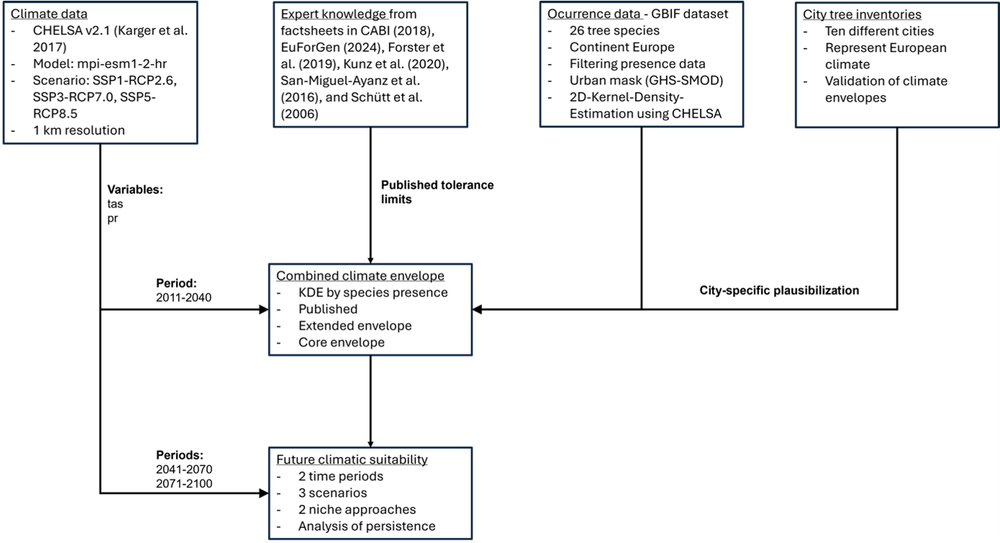 Climate data
- CHELSA v2.1 (Karger et al.
2017)
- Model: mpi-esm1-2-hr
- Scenario: SSP1-RCP2.6,
SSP3-RCP7.0, SSP5-
RCP8.5
- 1 km resolution
Expert knowledge from
factsheets in CABI (2018),
EuForGen (2024), Forster et
al. (2019), Kunz et al. (2020),
San-Miguel-Ayanz et al.
(2016), and Schütt et al.
(2006)
Ocurrence data - GBIF dataset
- 26 tree species
- Continent Europe
- Filtering presence data
- Urban mask (GHS-SMOD)
- 2D-Kernel-Density-
Estimation using CHELSA
City tree inventories
- Ten different cities
- Represent European
climate
- Validation of climate
envelopes
Variables:
tas
pr
Published tolerance
limits
Period:
2011-2040
Combined climate envelope
- KDE by species presence
- Published
- Extended envelope
- Core envelope
City-specific plausibilization
Periods:
2041-2070
2071-2100
Future climatic suitability
- 2 time periods
- 3 scenarios
- 2 niche approaches
- Analysis of persistence